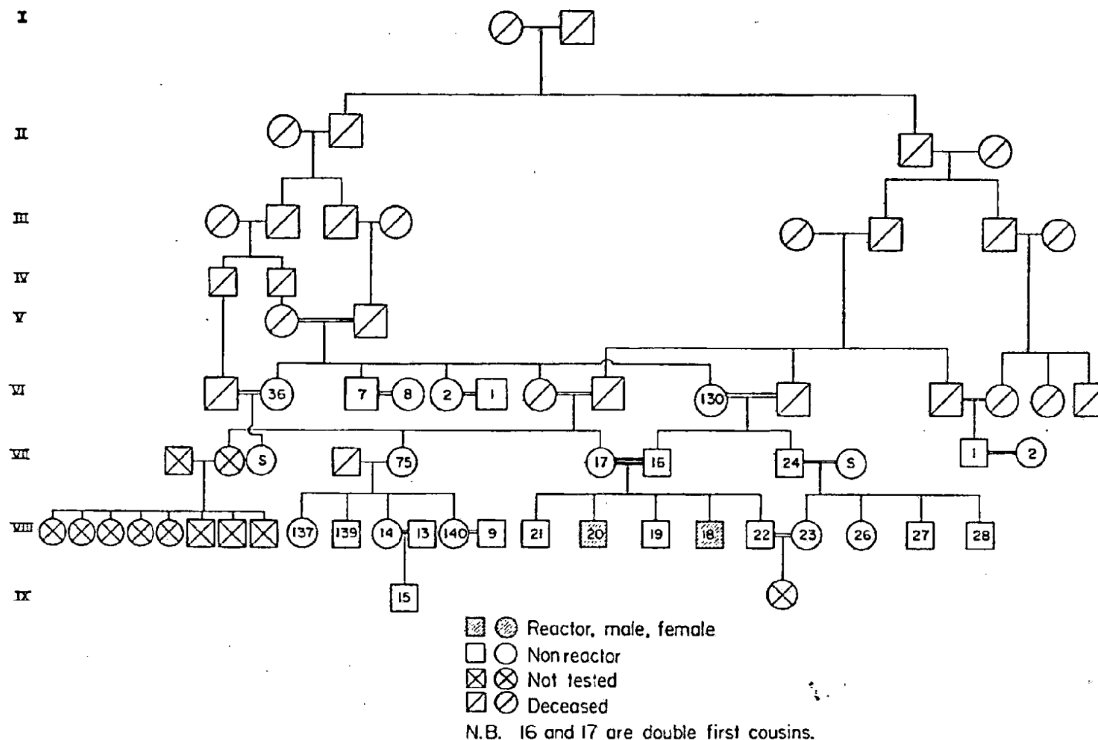 I
II
III
IV
V
VI
36 7 8 2 1 130
VII
S 75 17 16 24 S 1 2
VIII
137 139 14 13 140 9 21 20 19 18 22 23 26 27 28
IX
15
Reactor, male, female
Nonreactor
Not tested
Deceased
N.B. 16 and 17 are double first cousins.